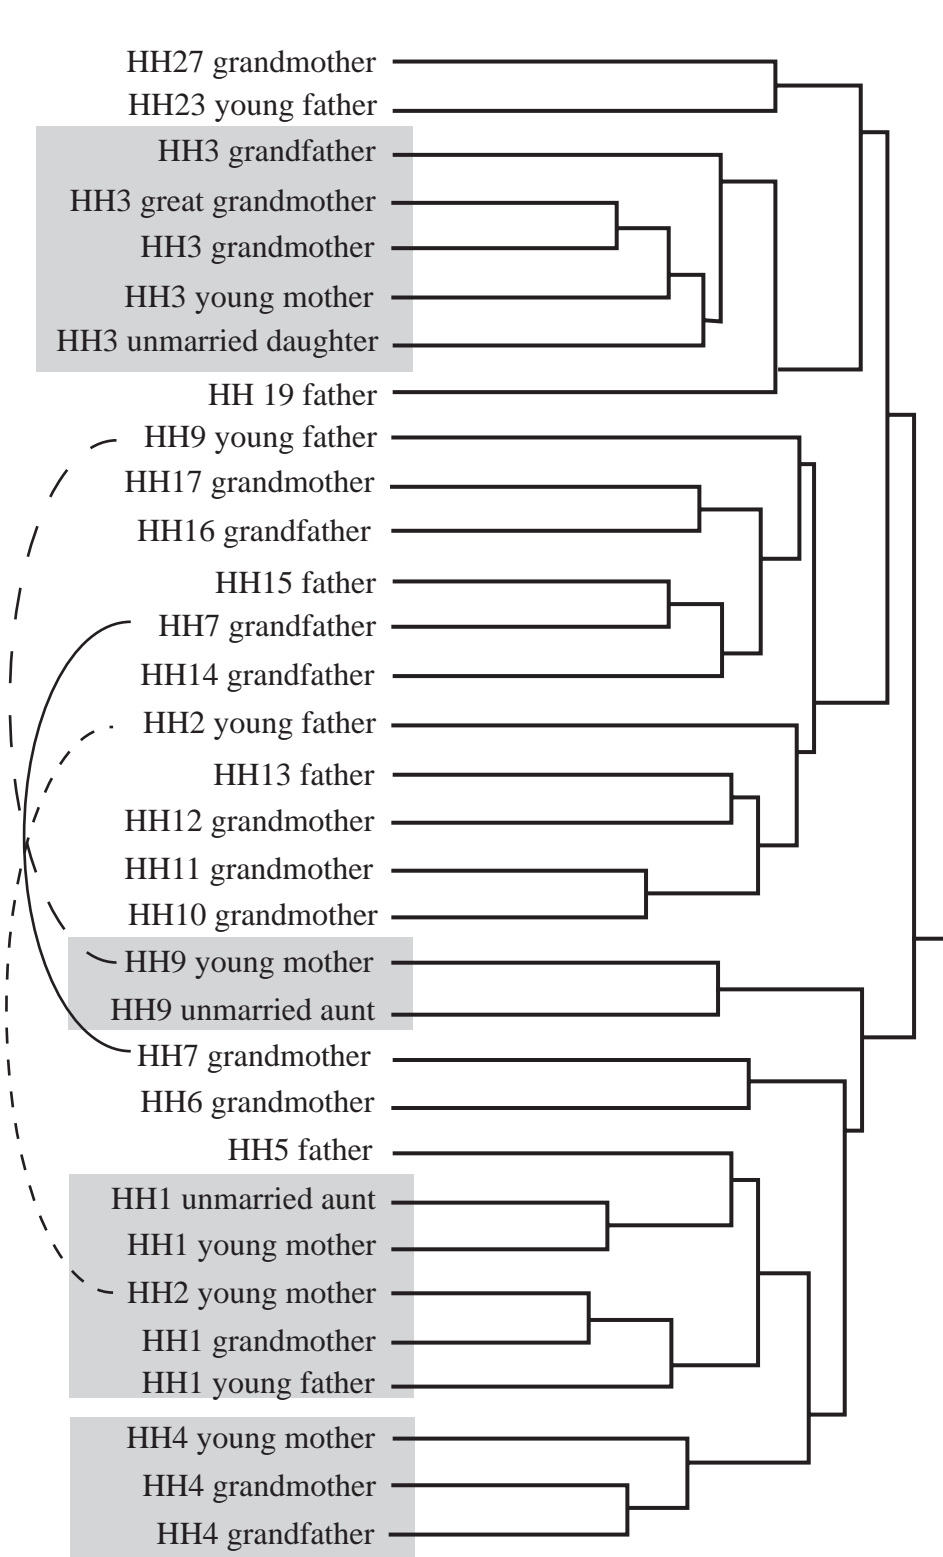 HH27 grandmother
HH23 young father
HH3 grandfather
HH3 great grandmother
HH3 grandmother
HH3 young mother
HH3 unmarried daughter
HH 19 father
HH9 young father
HH17 grandmother
HH16 grandfather
HH15 father
HH7 grandfather
HH14 grandfather
HH2 young father
HH13 father
HH12 grandmother
HH11 grandmother
HH10 grandmother
HH9 young mother
HH9 unmarried aunt
HH7 grandmother
HH6 grandmother
HH5 father
HH1 unmarried aunt
HH1 young mother
HH2 young mother
HH1 grandmother
HH1 young father
HH4 young mother
HH4 grandmother
HH4 grandfather